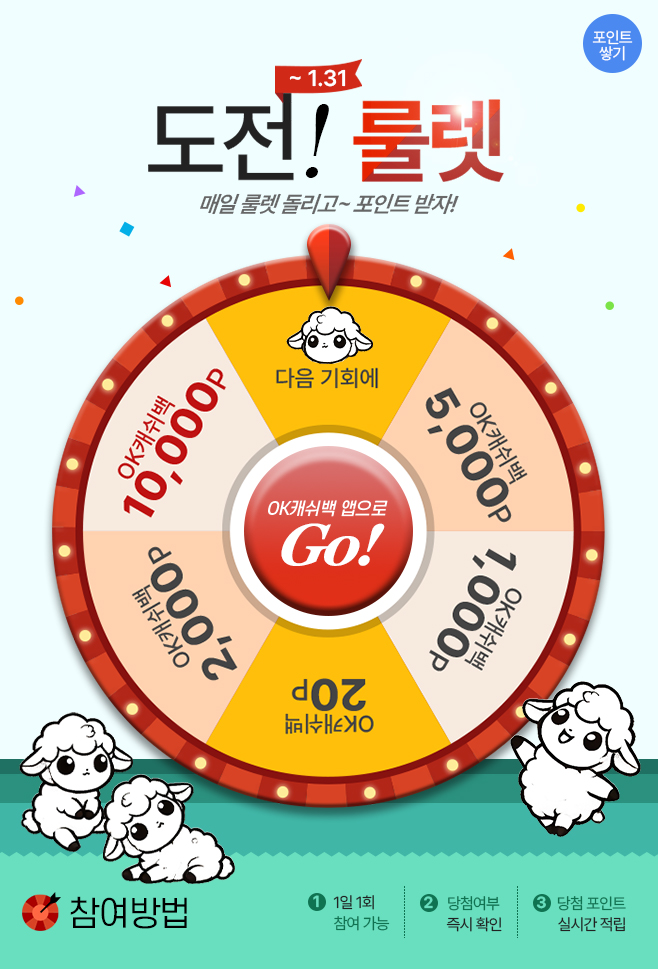 포인트
쌓기
~ 1.31
도전! 룰렛
매일 룰렛 돌리고~ 포인트 받자!
다음 기회에
OK캐쉬백
5,000P
OK캐쉬백
1,000P
OK캐쉬백
20P
OK캐쉬백
2,000P
OK캐쉬백
10,000P
OK캐쉬백 앱으로
Go!
참여방법
1 1일 1회
참여 가능
2 당첨여부
즉시 확인
3 당첨 포인트
실시간 적립